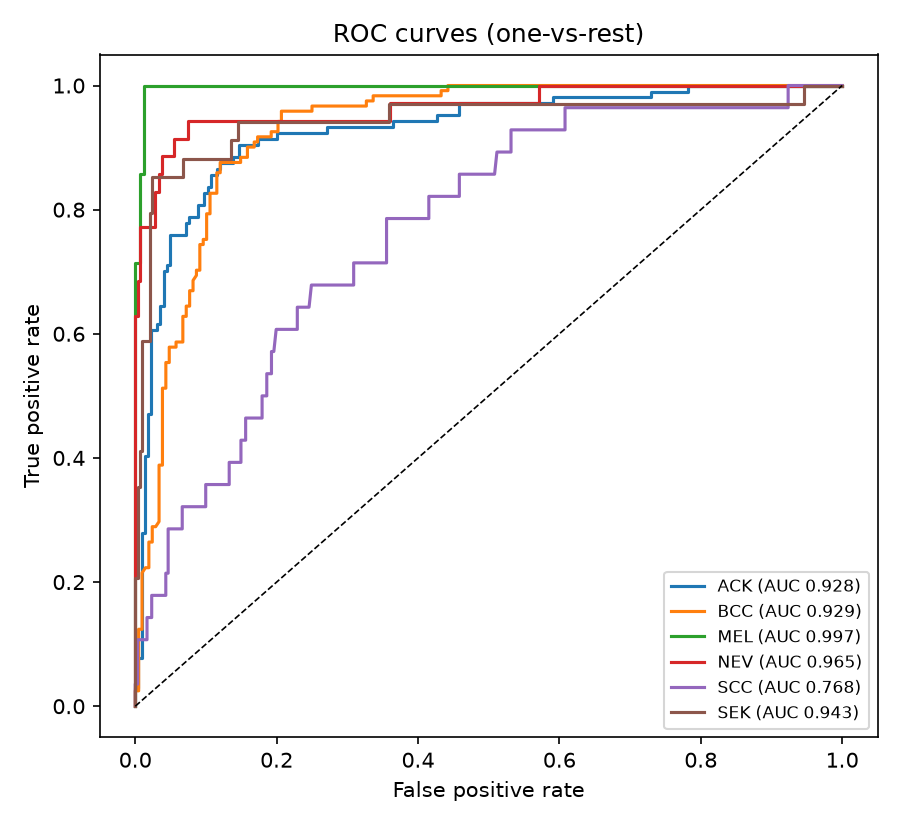 ROC curves (one-vs-rest)
True positive rate
1.0
0.8
0.6
0.4
0.2
0.0
ACK (AUC 0.928)
BCC (AUC 0.929)
MEL (AUC 0.997)
NEV (AUC 0.965)
SCC (AUC 0.768)
SEK (AUC 0.943)
0.0 0.2 0.4 0.6 0.8 1.0
False positive rate